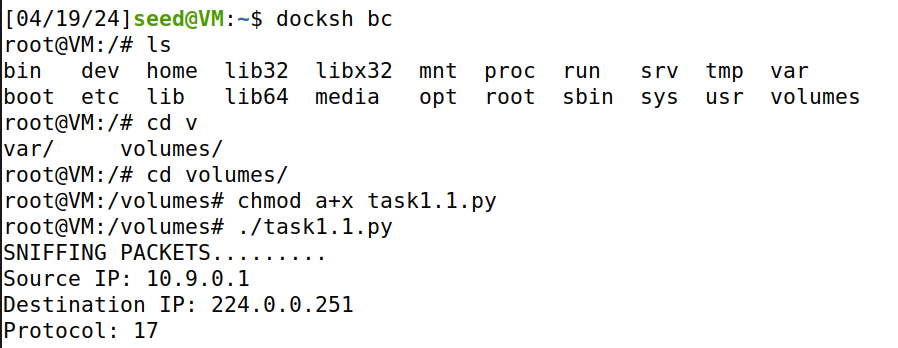 [04/19/24]seed@VM:~$ docksh bc
root@VM:/# ls
bin   dev  home  lib32  libx32  mnt  proc  run   srv  tmp  var
boot  etc  lib   lib64  media   opt  root  sbin  sys  usr  volumes
root@VM:/# cd v
var/     volumes/
root@VM:/# cd volumes/
root@VM:/volumes# chmod a+x task1.1.py
root@VM:/volumes# ./task1.1.py
SNIFFING PACKETS.........
Source IP: 10.9.0.1
Destination IP: 224.0.0.251
Protocol: 17